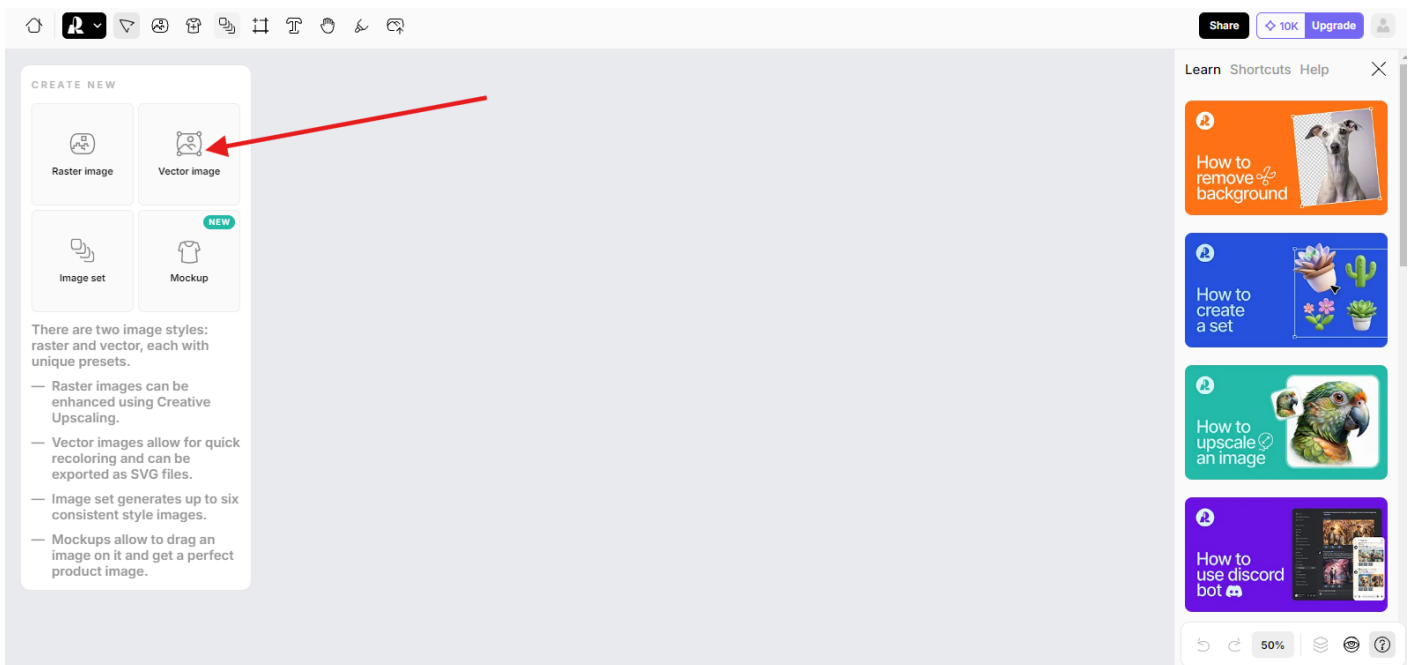 Share
10K
Upgrade
CREATE NEW
Raster image
Vector image
NEW
Image set
Mockup
There are two image styles:
raster and vector, each with
unique presets.
— Raster images can be
enhanced using Creative
Upscaling.
— Vector images allow for quick
recoloring and can be
exported as SVG files.
— Image set generates up to six
consistent style images.
— Mockups allow to drag an
image on it and get a perfect
product image.
Learn Shortcuts Help
How to
remove
background
How to
create
a set
How to
upscale
an image
How to
use discord
bot
50%